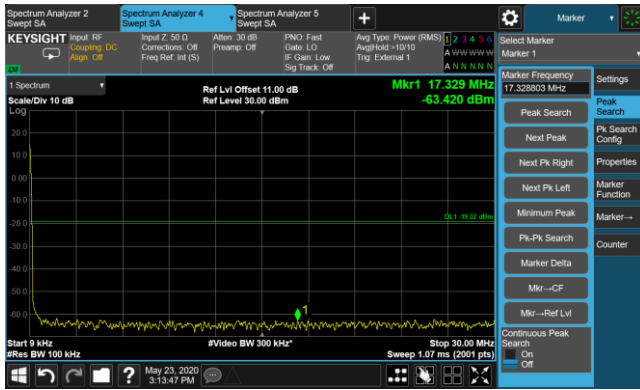 Spectrum Analyzer 2
Swept SA
Spectrum Analyzer 4
Swept SA
Spectrum Analyzer 5
Swept SA
Marker
KEYSIGHT
Input: RF
Coupling: DC
Align: Off
Input Z: 50 Ω
Corrections: Off
Freq Ref: Int (S)
Atten: 30 dB
Preamp: Off
PNO: Fast
Gate: LO
IF Gain: Low
Sig Track: Off
Avg Type: Power (RMS)
Avg|Hold >10/10
Trig: External 1
1 2 3 4 5 6
A W W W W W
A N N N N N
Select Marker
Marker 1
1 Spectrum
Scale/Div 10 dB
Log
Ref Lvl Offset 11.00 dB
Ref Level 30.00 dBm
Mkr1 17.329 MHz
-63.420 dBm
20.0
10.0
0.00
-10.0
-20.0
-30.0
-40.0
-50.0
-60.0
DL1 -19.02 dBm
1
Start 9 kHz
#Res BW 100 kHz
#Video BW 300 kHz*
Stop 30.00 MHz
Sweep 1.07 ms (2001 pts)
Marker Frequency
17.328803 MHz
Peak Search
Next Peak
Next Pk Right
Next Pk Left
Minimum Peak
Pk-Pk Search
Marker Delta
Mkr→CF
Mkr→Ref Lvl
Continuous Peak
Search
On
Off
Settings
Peak
Search
Pk Search
Config
Properties
Marker
Function
Marker→
Counter
?
May 23, 2020
3:13:47 PM